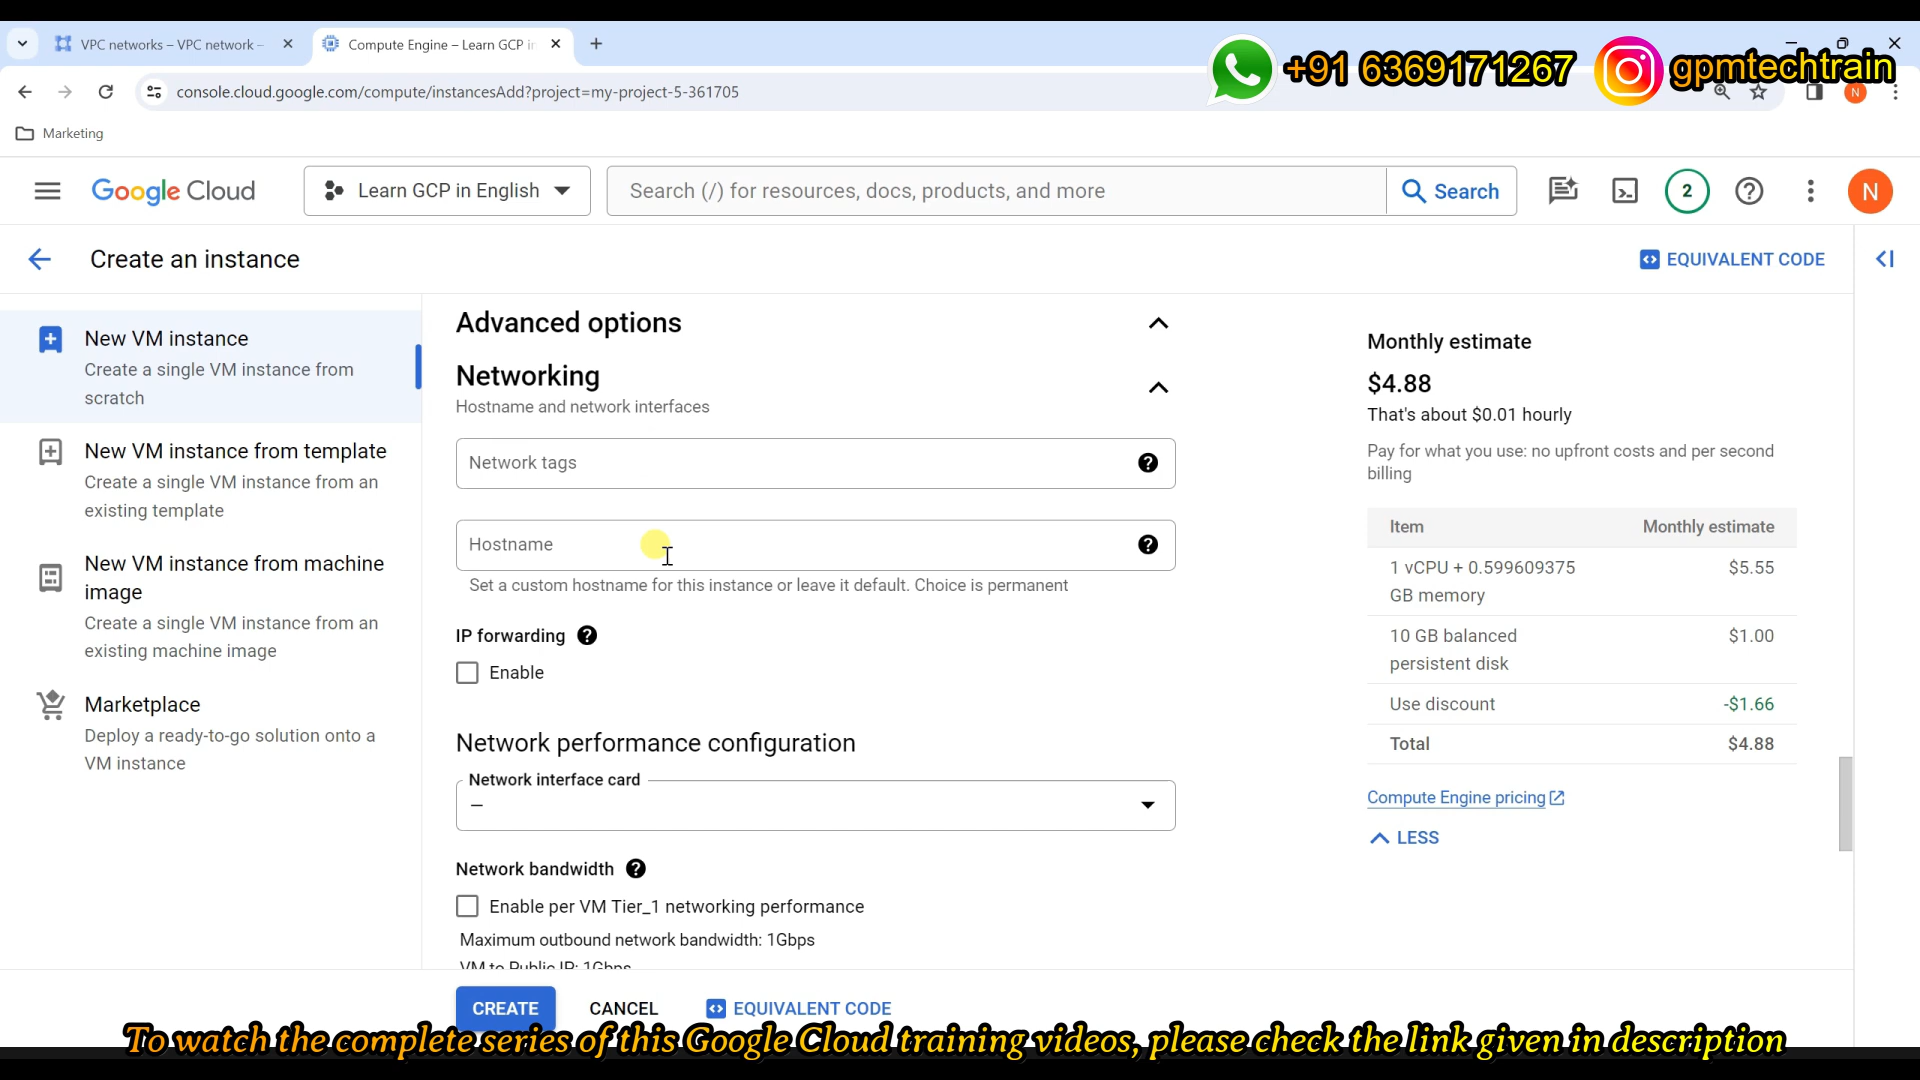 VPC networks – VPC network –
Compute Engine – Learn GCP in
+91 6369171267
gpmtechtrain
console.cloud.google.com/compute/instancesAdd?project=my-project-5-361705
N
Marketing
Google Cloud
Learn GCP in English
Search (/) for resources, docs, products, and more
Search
2
N
Create an instance
EQUIVALENT CODE
New VM instance
Create a single VM instance from
scratch
New VM instance from template
Create a single VM instance from an
existing template
New VM instance from machine
image
Create a single VM instance from an
existing machine image
Marketplace
Deploy a ready-to-go solution onto a
VM instance
Advanced options
Networking
Hostname and network interfaces
Network tags
Hostname
Set a custom hostname for this instance or leave it default. Choice is permanent
IP forwarding
Enable
Network performance configuration
Network interface card
–
Network bandwidth
Enable per VM Tier_1 networking performance
Maximum outbound network bandwidth: 1Gbps
VM to Public IP: 1Gbps
CREATE
CANCEL
EQUIVALENT CODE
Monthly estimate
$4.88
That's about $0.01 hourly
Pay for what you use: no upfront costs and per second
billing
Item Monthly estimate
1 vCPU + 0.599609375 $5.55
GB memory
10 GB balanced $1.00
persistent disk
Use discount -$1.66
Total $4.88
Compute Engine pricing
LESS
To watch the complete series of this Google Cloud training videos, please check the link given in description